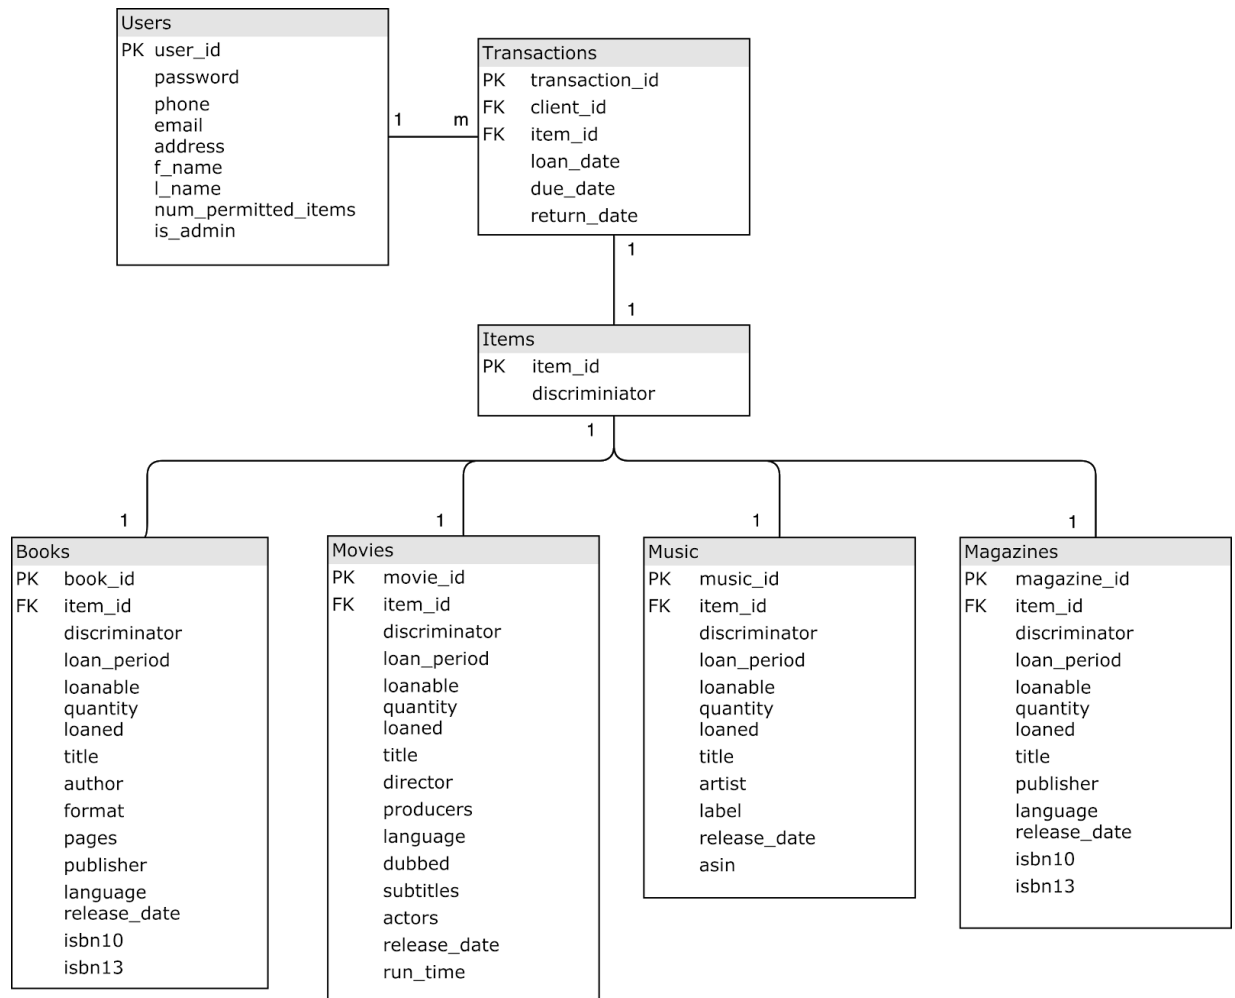 Users
PK user_id
password
phone
email
address
f_name
l_name
num_permitted_items
is_admin
1 m
Transactions
PK transaction_id
FK client_id
FK item_id
loan_date
due_date
return_date
1
1
Items
PK item_id
discriminiator
1
1
Books
PK book_id
FK item_id
discriminator
loan_period
loanable
quantity
loaned
title
author
format
pages
publisher
language
release_date
isbn10
isbn13
1
Movies
PK movie_id
FK item_id
discriminator
loan_period
loanable
quantity
loaned
title
director
producers
language
dubbed
subtitles
actors
release_date
run_time
1
Music
PK music_id
FK item_id
discriminator
loan_period
loanable
quantity
loaned
title
artist
label
release_date
asin
1
Magazines
PK magazine_id
FK item_id
discriminator
loan_period
loanable
quantity
loaned
title
publisher
language
release_date
isbn10
isbn13